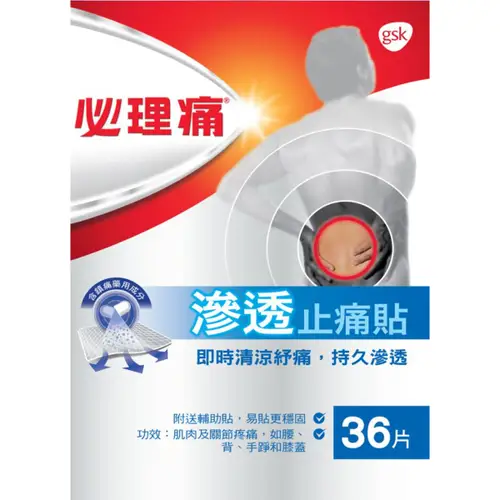 gsk
必理痛®
含鎮痛藥用成分
滲透止痛貼
即時清涼紓痛，持久滲透
附送輔助貼，易貼更穩固
功效：肌肉及關節疼痛，如腰、
背、手踭和膝蓋
36片